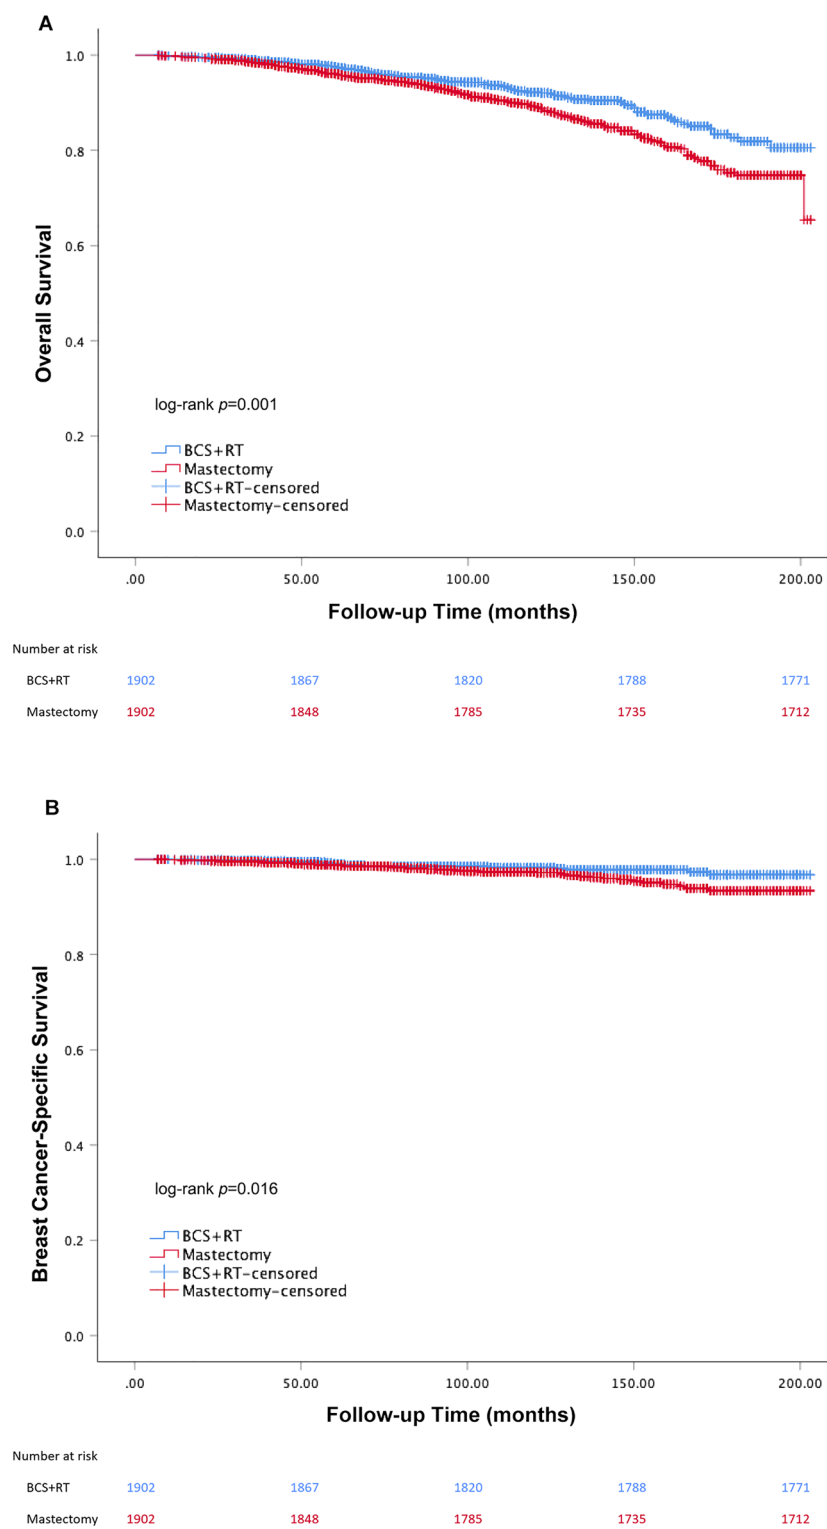 A
1.0
0.8
0.6
0.4
0.2
0.0
Overall Survival
log-rank p=0.001
BCS+RT
Mastectomy
BCS+RT-censored
Mastectomy-censored
.00 50.00 100.00 150.00 200.00
Follow-up Time (months)
Number at risk
BCS+RT 1902 1867 1820 1788 1771
Mastectomy 1902 1848 1785 1735 1712
B
1.0
0.8
0.6
0.4
0.2
0.0
Breast Cancer-Specific Survival
log-rank p=0.016
BCS+RT
Mastectomy
BCS+RT-censored
Mastectomy-censored
.00 50.00 100.00 150.00 200.00
Follow-up Time (months)
Number at risk
BCS+RT 1902 1867 1820 1788 1771
Mastectomy 1902 1848 1785 1735 1712